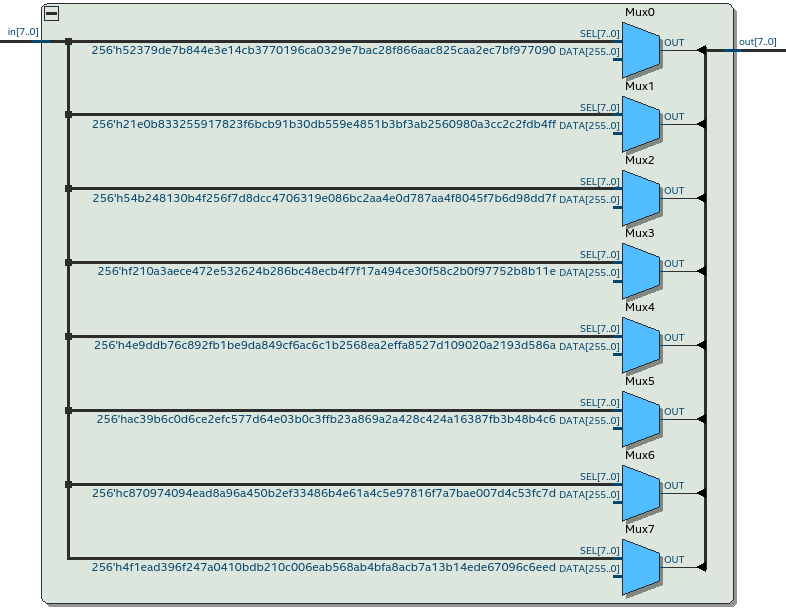 Mux0
in[7..0]
SEL[7..0]
256'h52379de7b844e3e14cb3770196ca0329e7bac28f866aac825caa2ec7bf977090 DATA[255..0]
OUT
out[7..0]
Mux1
SEL[7..0]
256'h21e0b833255917823f6bcb91b30db559e4851b3bf3ab2560980a3cc2c2fdb4ff DATA[255..0]
OUT
Mux2
SEL[7..0]
256'h54b248130b4f256f7d8dcc4706319e086bc2aa4e0d787aa4f8045f7b6d98dd7f DATA[255..0]
OUT
Mux3
SEL[7..0]
256'hf210a3aece472e532624b286bc48ecb4f7f17a494ce30f58c2b0f97752b8b11e DATA[255..0]
OUT
Mux4
SEL[7..0]
256'h4e9ddb76c892fb1be9da849cf6ac6c1b2568ea2effa8527d109020a2193d586a DATA[255..0]
OUT
Mux5
SEL[7..0]
256'hac39b6c0d6ce2efc577d64e03b0c3ffb23a869a2a428c424a16387fb3b48b4c6 DATA[255..0]
OUT
Mux6
SEL[7..0]
256'hc870974094ead8a96a450b2ef33486b4e61a4c5e97816f7a7bae007d4c53fc7d DATA[255..0]
OUT
Mux7
SEL[7..0]
256'h4f1ead396f247a0410bdb210c006eab568ab4bfa8acb7a13b14ede67096c6eed DATA[255..0]
OUT